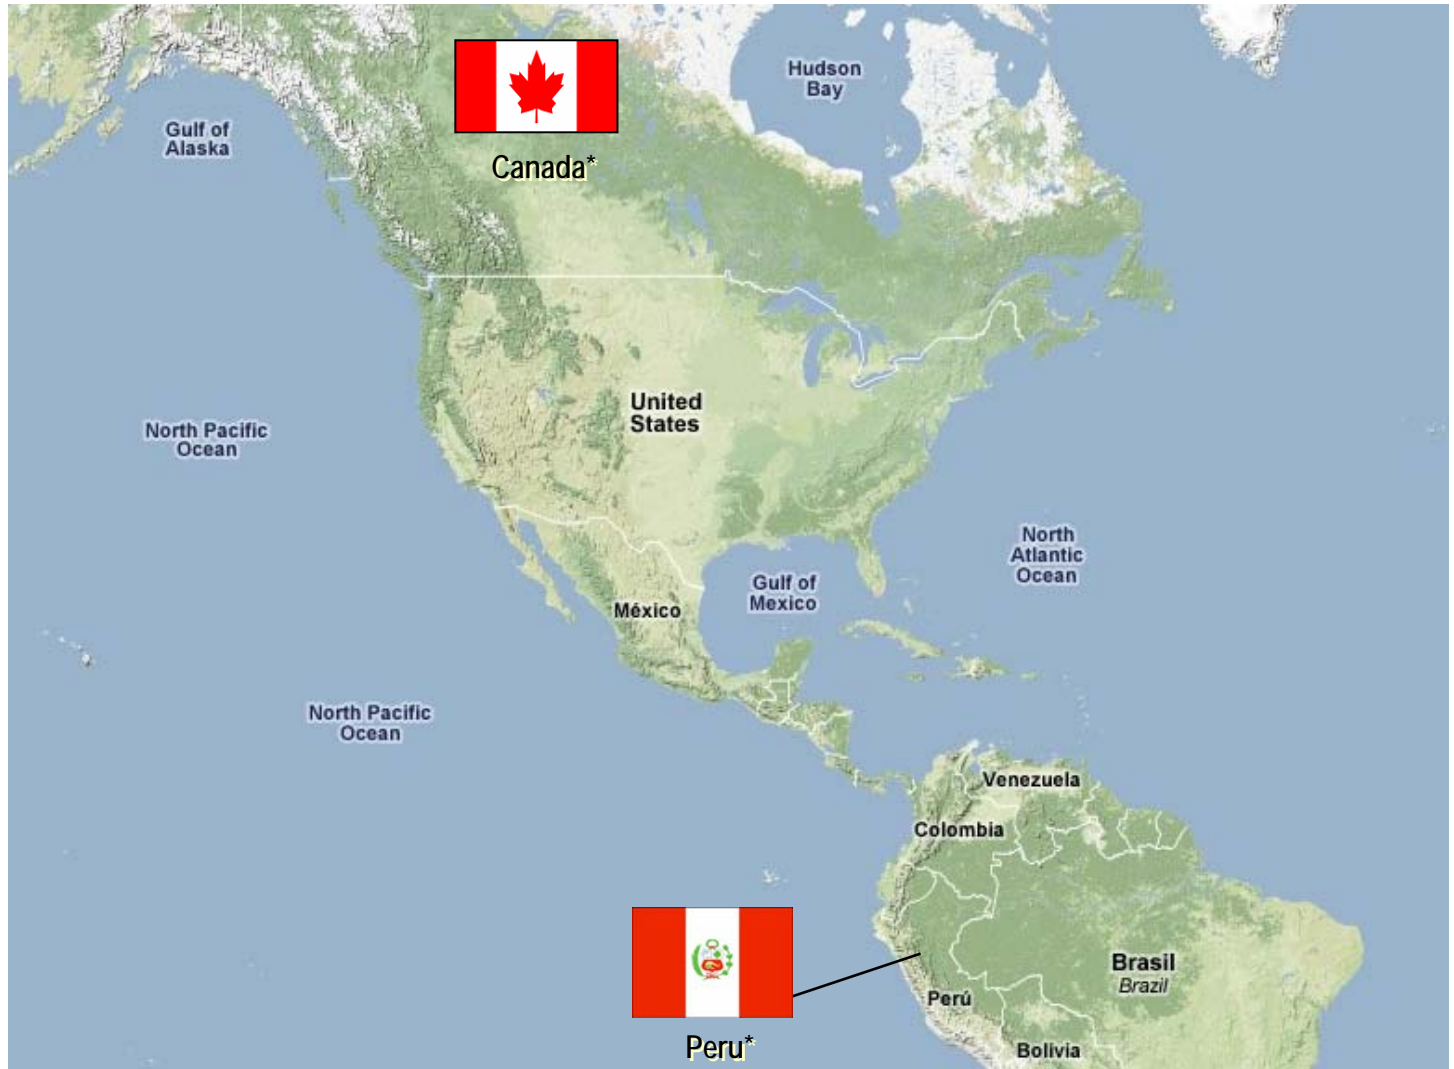 Hudson
Bay
Gulf of
Alaska
Canada*
United
States
North Pacific
Ocean
North
Atlantic
Ocean
Gulf of
Mexico
México
North Pacific
Ocean
Venezuela
Colombia
Brasil
Brazil
Perú
Peru*
Bolivia